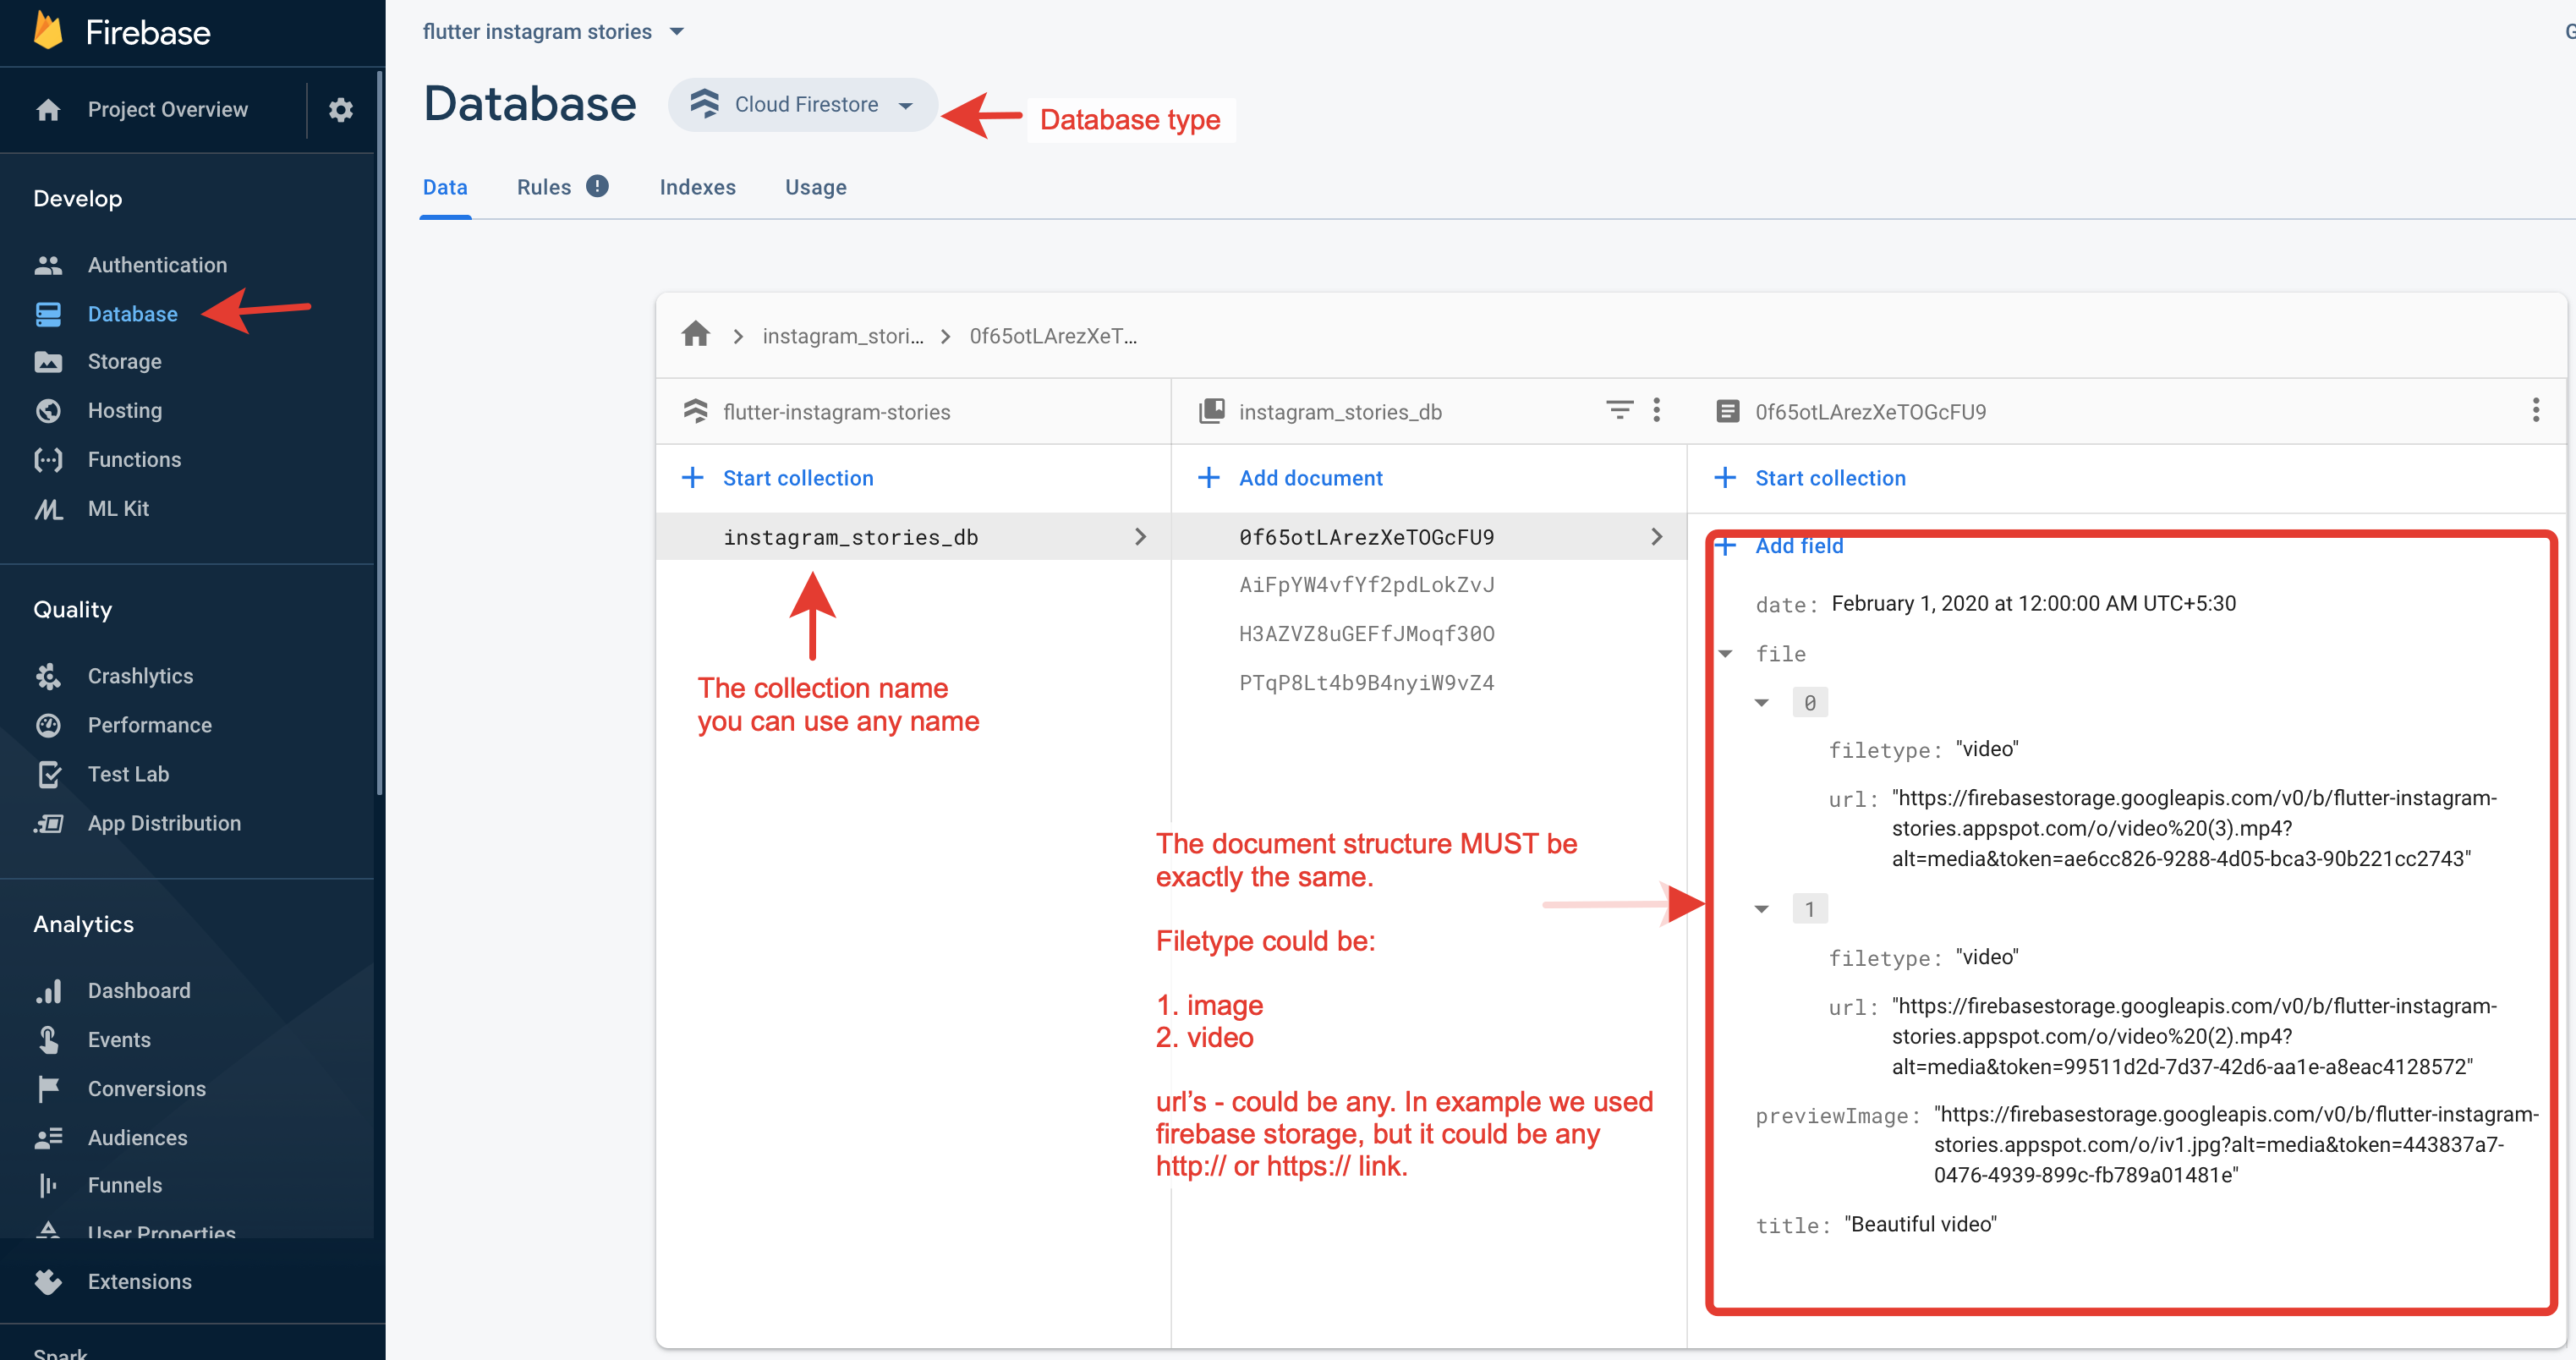 Firebase
Project Overview
Develop
Authentication
Database
Storage
Hosting
Functions
ML Kit
Quality
Crashlytics
Performance
Test Lab
App Distribution
Analytics
Dashboard
Events
Conversions
Audiences
Funnels
User Properties
Extensions
Spark
flutter instagram stories
G
Database
Cloud Firestore
Database type
Data
Rules
Indexes
Usage
instagram_stori...
0f65otLArezXeT...
flutter-instagram-stories
Start collection
instagram_stories_db
The collection name
you can use any name
instagram_stories_db
Add document
0f65otLArezXeTOGcFU9
AiFpYW4vfYf2pdLokZvJ
H3AZVZ8uGEFfJMoqf30O
PTqP8Lt4b9B4nyiW9vZ4
The document structure MUST be
exactly the same.
Filetype could be:
1. image
2. video
url's - could be any. In example we used
firebase storage, but it could be any
http:// or https:// link.
0f65otLArezXeTOGcFU9
Start collection
Add field
date: February 1, 2020 at 12:00:00 AM UTC+5:30
file
0
filetype: "video"
url: "https://firebasestorage.googleapis.com/v0/b/flutter-instagram-
stories.appspot.com/o/video%20(3).mp4?
alt=media&token=ae6cc826-9288-4d05-bca3-90b221cc2743"
1
filetype: "video"
url: "https://firebasestorage.googleapis.com/v0/b/flutter-instagram-
stories.appspot.com/o/video%20(2).mp4?
alt=media&token=99511d2d-7d37-42d6-aa1e-a8eac4128572"
previewImage: "https://firebasestorage.googleapis.com/v0/b/flutter-instagram-
stories.appspot.com/o/iv1.jpg?alt=media&token=443837a7-
0476-4939-899c-fb789a01481e"
title: "Beautiful video"